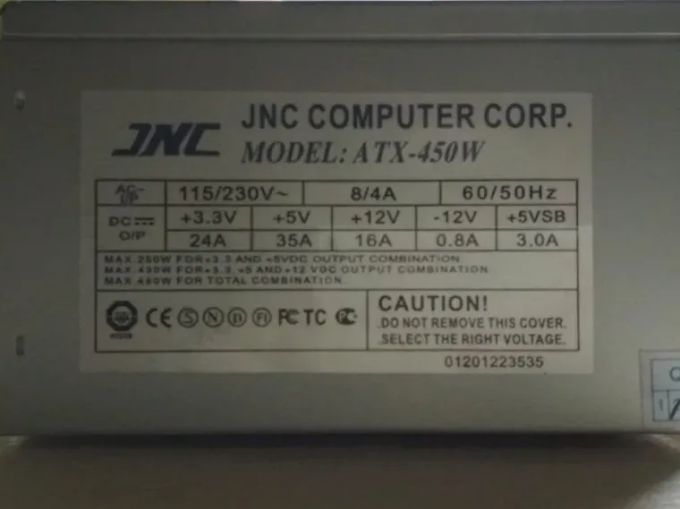 JNC COMPUTER CORP.
JNC
MODEL: ATX-450W
AC~ I/P 115/230V~ 8/4A 60/50Hz
DC O/P +3.3V +5V +12V -12V +5VSB
24A 35A 16A 0.8A 3.0A
MAX FOR+3.3 AND +5VDC OUTPUT COMBINATION
MAX FOR+3.3, +5 AND+12 VDC OUTPUT COMBINATION
MAX FOR TOTAL COMBINATION.
CE S N D FI FC TC
CAUTION!
.DO NOT REMOVE THIS COVER.
.SELECT THE RIGHT VOLTAGE.
01201223535
Q
1